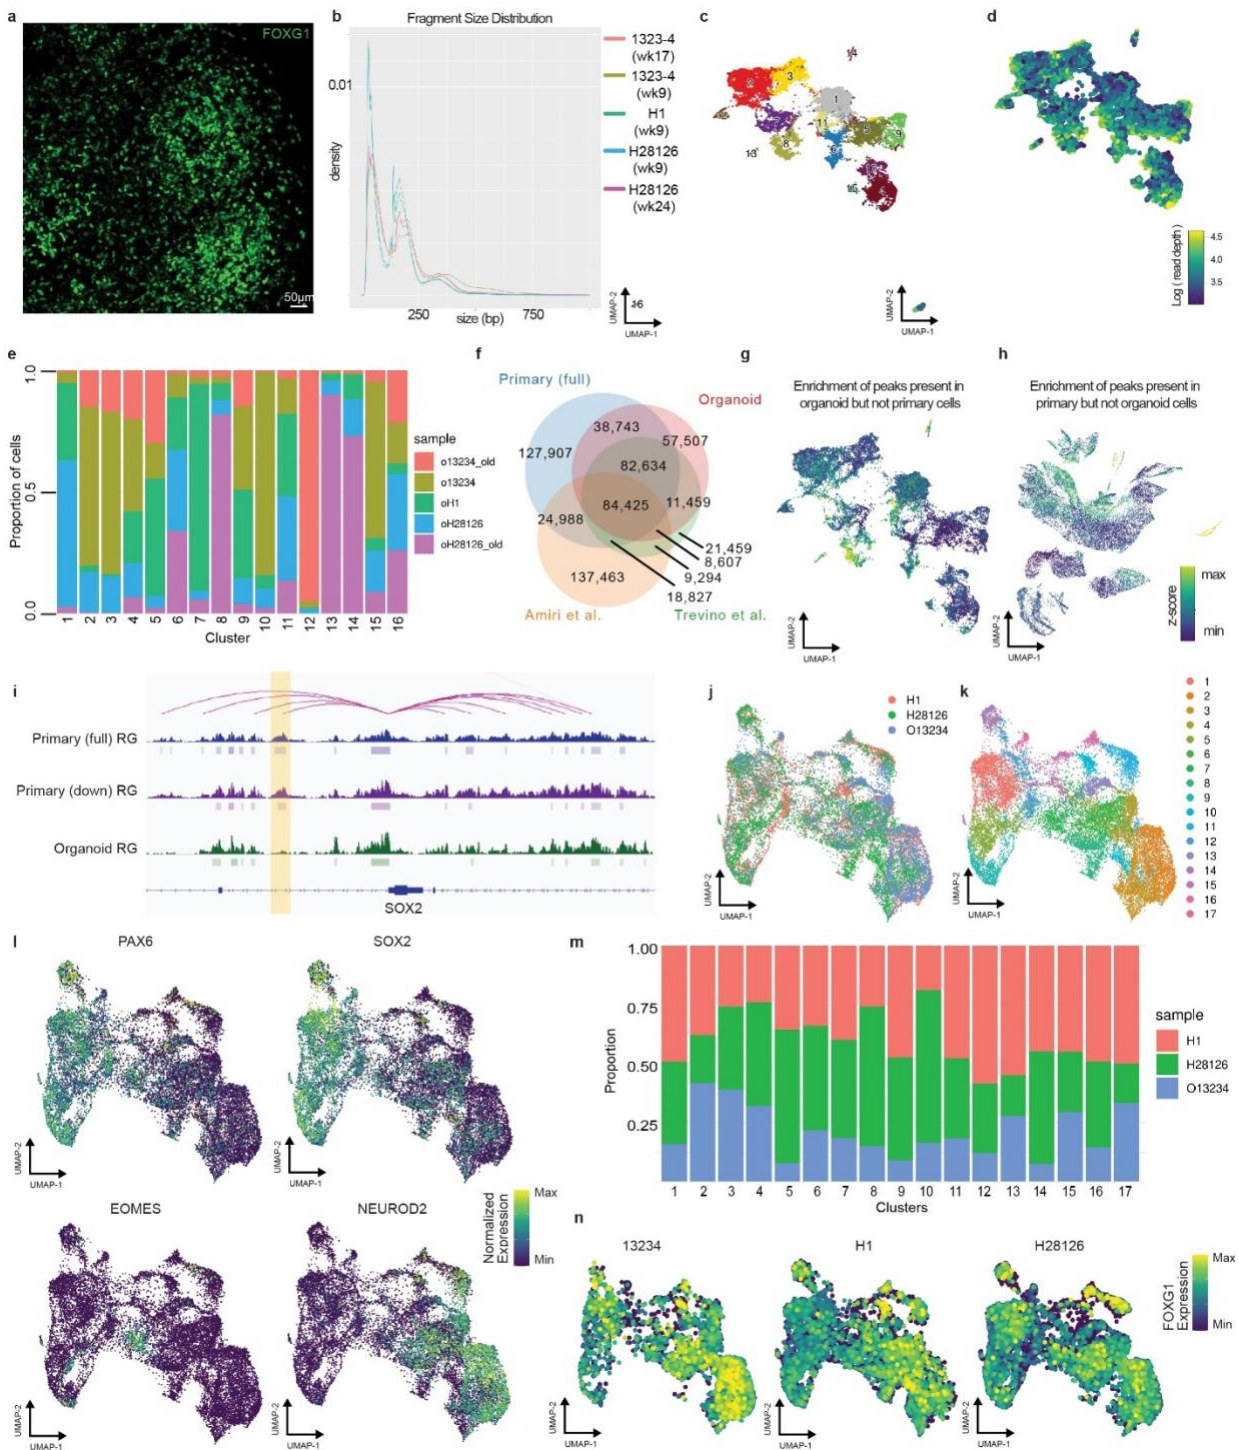 a
FOXG1
50µm
b
Fragment Size Distribution
0.01
density
250
750
size (bp)
1323-4
(wk17)
1323-4
(wk9)
H1
(wk9)
H28126
(wk9)
H28126
(wk24)
16
UMAP-2
UMAP-1
c
14
3
2
1
11
5
9
8
6
13
4
UMAP-2
UMAP-1
d
Log ( read depth )
4.5
4.0
3.5
e
1.0
0.5
0.0
Proportion of cells
1 2 3 4 5 6 7 8 9 10 11 12 13 14 15 16
Cluster
sample
o13234_old
o13234
oH1
oH28126
oH28126_old
f
Primary (full)
Organoid
38,743
57,507
127,907
82,634
84,425
11,459
24,988
21,459
8,607
9,294
18,827
137,463
Amiri et al.
Trevino et al.
g
Enrichment of peaks present in
organoid but not primary cells
UMAP-2
UMAP-1
h
Enrichment of peaks present in
primary but not organoid cells
UMAP-2
UMAP-1
z-score
max
min
i
Primary (full) RG
Primary (down) RG
Organoid RG
SOX2
j
H1
H28126
O13234
UMAP-2
UMAP-1
k
UMAP-2
UMAP-1
1
2
3
4
5
6
7
8
9
10
11
12
13
14
15
16
17
l
PAX6
UMAP-2
UMAP-1
SOX2
UMAP-2
UMAP-1
EOMES
UMAP-2
UMAP-1
NEUROD2
UMAP-2
UMAP-1
Normalized
Expression
Max
Min
m
1.00
0.75
0.50
0.25
Proportion
1 2 3 4 5 6 7 8 9 10 11 12 13 14 15 16 17
Clusters
sample
H1
H28126
O13234
n
13234
UMAP-2
UMAP-1
H1
UMAP-2
UMAP-1
H28126
UMAP-2
UMAP-1
FOXG1
Expression
Max
Min